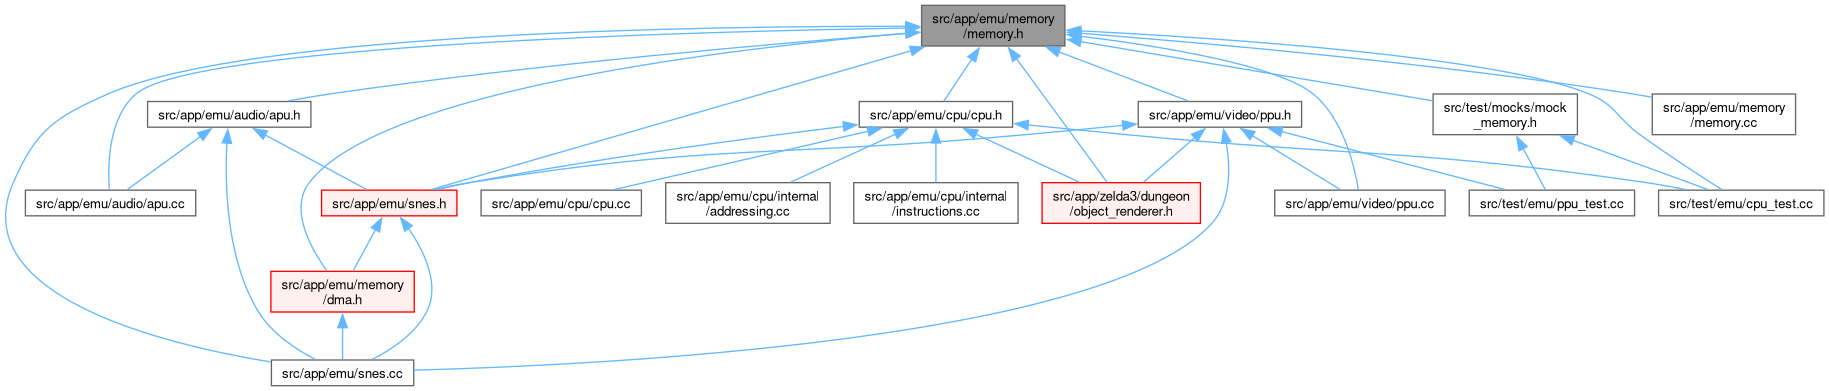 src/app/emu/memory
/memory.h
src/app/emu/audio/apu.h
src/app/emu/cpu/cpu.h
src/app/emu/video/ppu.h
src/test/mocks/mock
_memory.h
src/app/emu/memory
/memory.cc
src/app/emu/audio/apu.cc
src/app/emu/snes.h
src/app/emu/cpu/cpu.cc
src/app/emu/cpu/internal
/addressing.cc
src/app/emu/cpu/internal
/instructions.cc
src/app/zelda3/dungeon
/object_renderer.h
src/app/emu/video/ppu.cc
src/test/emu/ppu_test.cc
src/test/emu/cpu_test.cc
src/app/emu/memory
/dma.h
src/app/emu/snes.cc